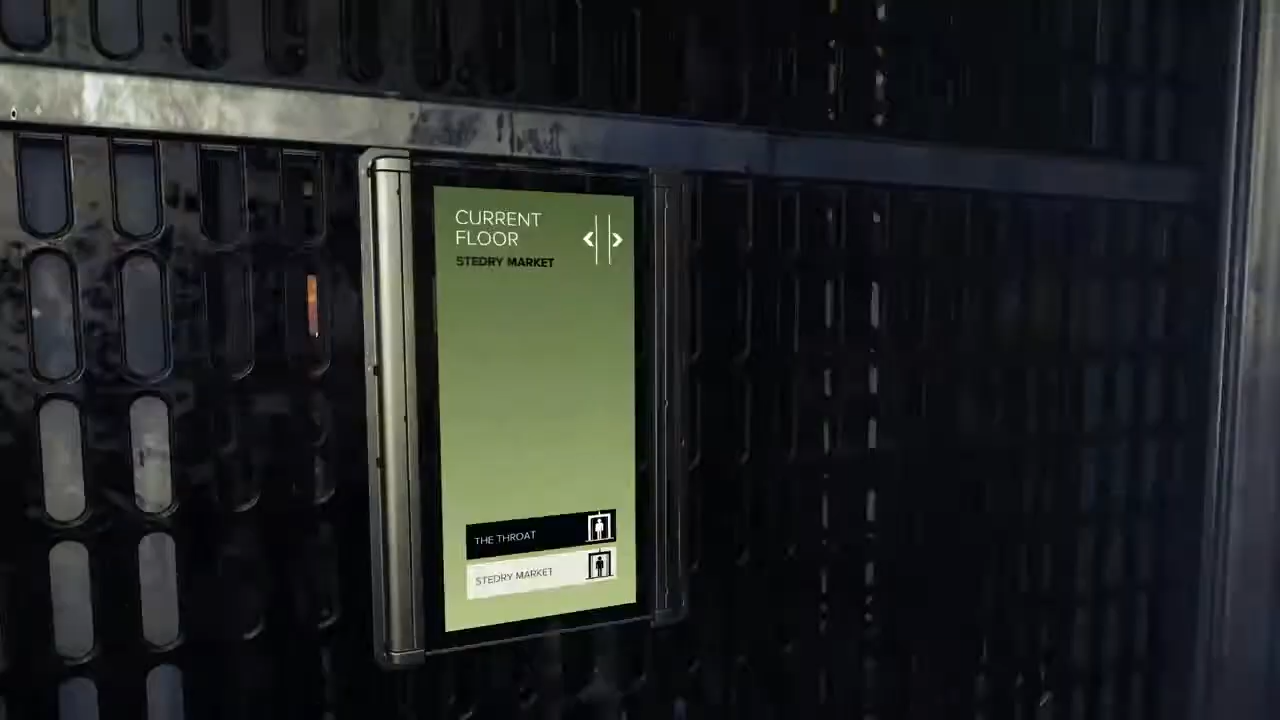 CURRENT
FLOOR
STEDRY MARKET
THE THROAT
STEDRY MARKET